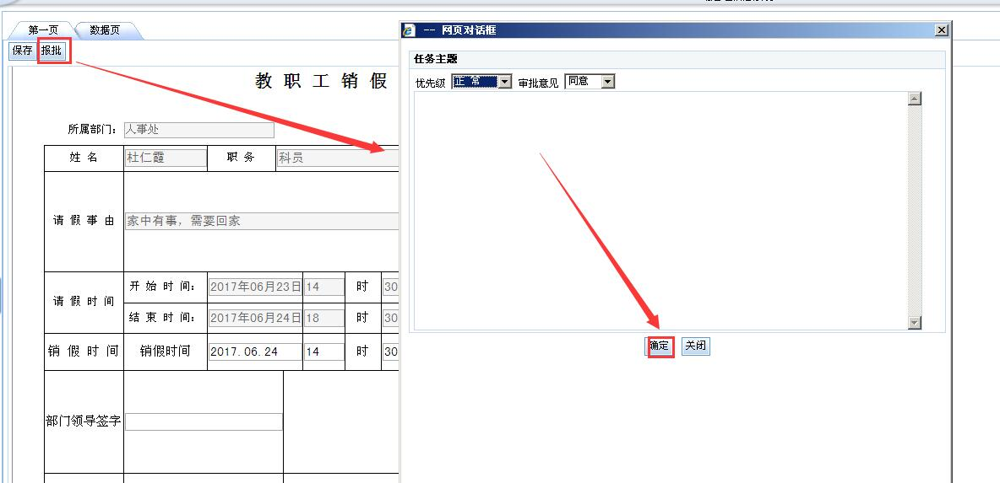 第一页 数据页
保存 报批
教 职 工 销 假
所属部门: 人事处
姓 名 杜仁霞 职 务 科员
请 假 事 由 家中有事，需要回家
请 假 时 间
开 始 时 间: 2017年06月23日 14 时 30
结 束 时 间: 2017年06月24日 18 时 30
销 假 时 间 销假时间 2017.06.24 14 时 30
部门领导签字
-- 网页对话框
任务主题
优先级 正 常 审批意见 同意
确定 关闭